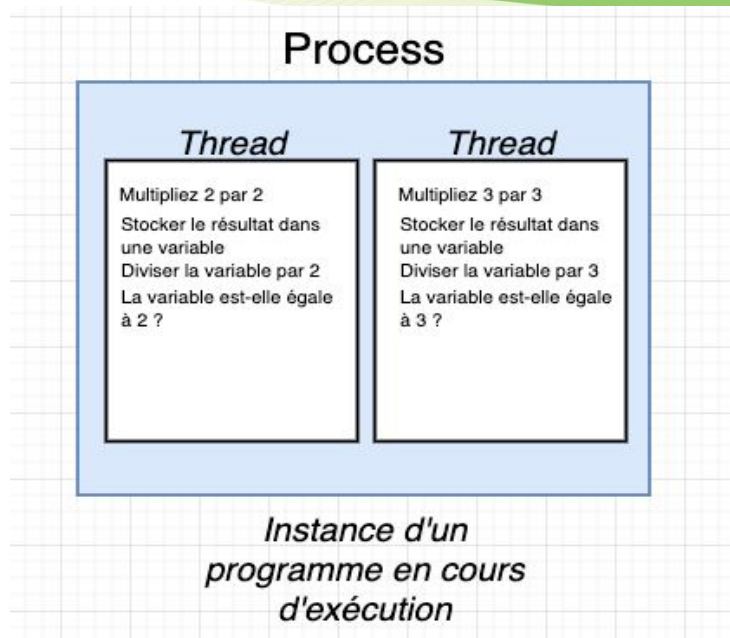 Process
Thread
Multipliez 2 par 2
Stocker le résultat dans
une variable
Diviser la variable par 2
La variable est-elle égale
à 2 ?
Thread
Multipliez 3 par 3
Stocker le résultat dans
une variable
Diviser la variable par 3
La variable est-elle égale
à 3 ?
Instance d'un
programme en cours
d'exécution